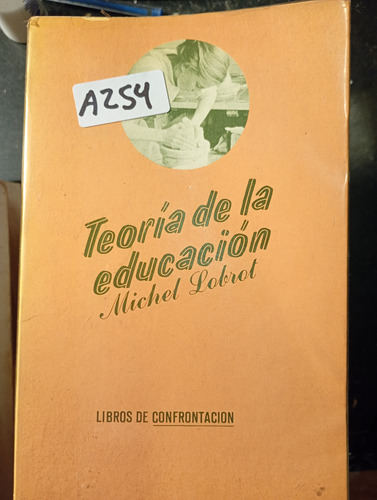 A254
Teoría de la
educación
Michel Lobrot
LIBROS DE CONFRONTACION